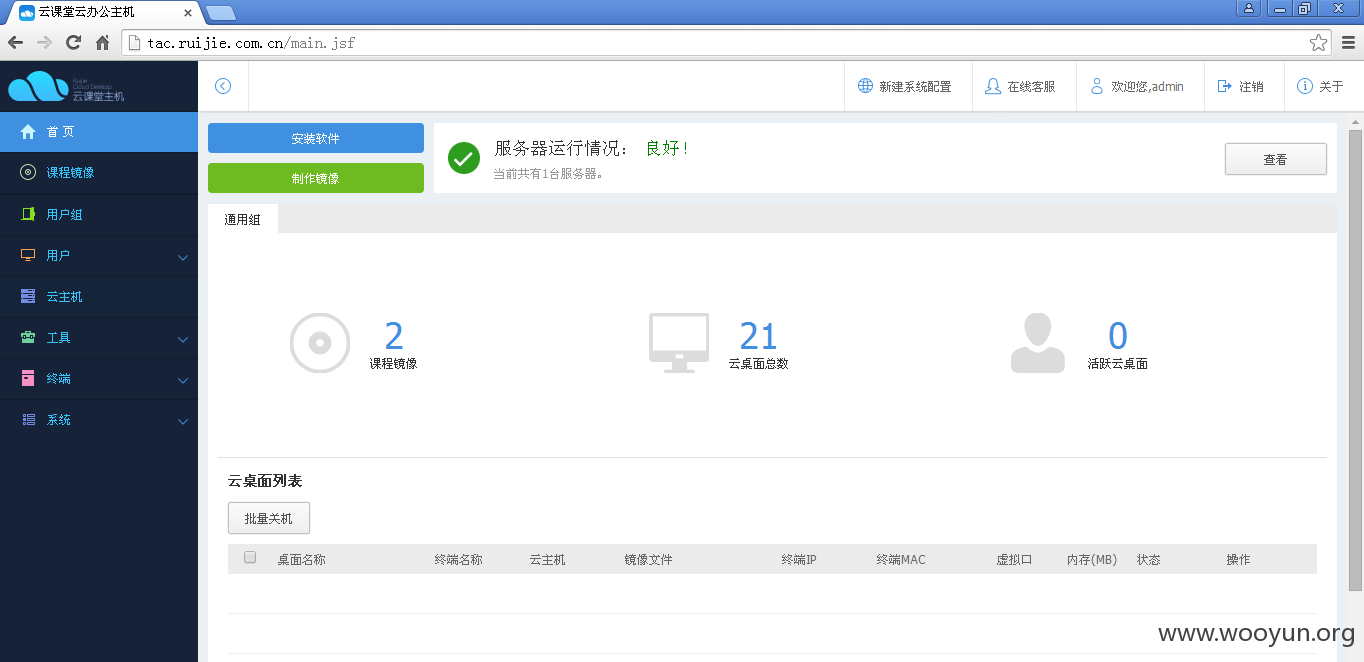 云课堂云办公主机
tac.ruijie.com.cn/main.jsf
Ruijie
Cloud Desktop
云课堂主机
新建系统配置
在线客服
欢迎您,admin
注销
关于
首 页
课程镜像
用户组
用户
云主机
工具
终端
系统
安装软件
制作镜像
服务器运行情况： 良好！
当前共有1台服务器。
查看
通用组
2
课程镜像
21
云桌面总数
0
活跃云桌面
云桌面列表
批量关机
桌面名称 终端名称 云主机 镜像文件 终端IP 终端MAC 虚拟口 内存(MB) 状态 操作
www.wooyun.org